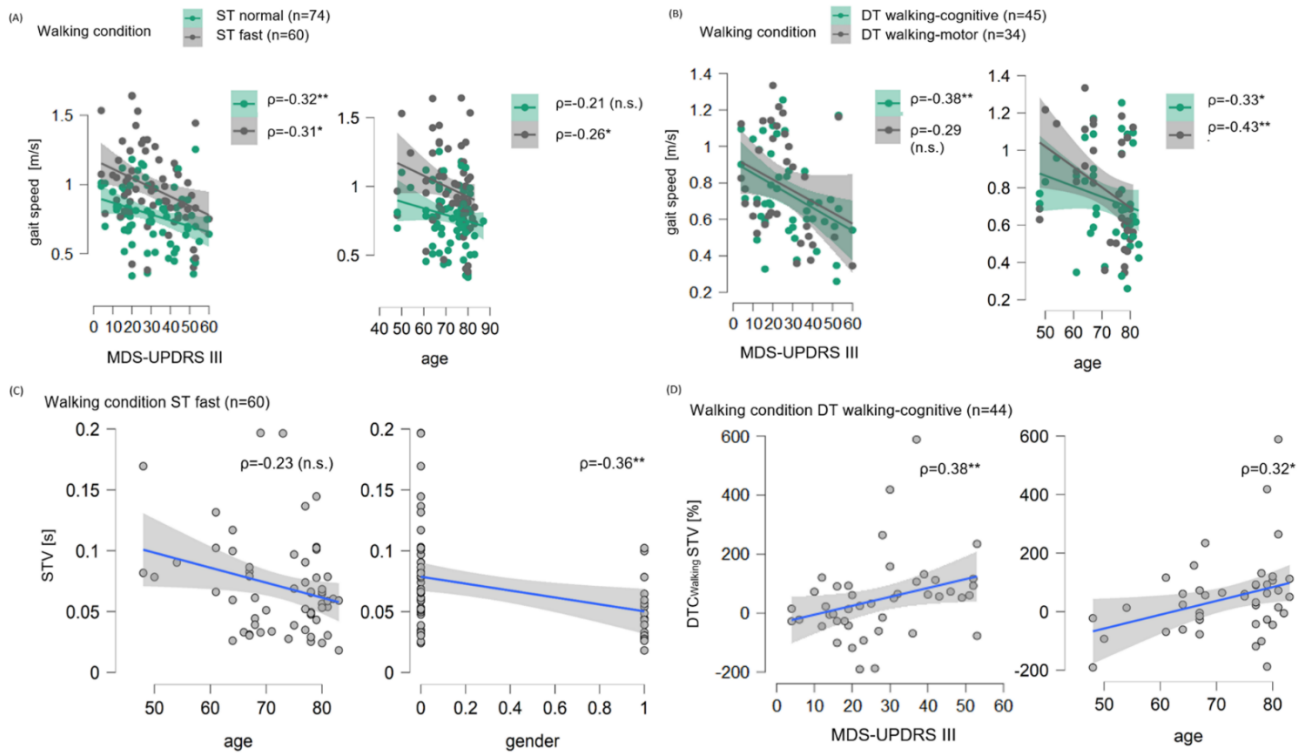 (A)
Walking condition
ST normal (n=74)
ST fast (n=60)
ρ=-0.32**
ρ=-0.31*
ρ=-0.21 (n.s.)
ρ=-0.26*
gait speed [m/s]
1.5
1
0.5
0 10 20 30 40 50 60
MDS-UPDRS III
1.5
1
0.5
40 50 60 70 80 90
age
(B)
Walking condition
DT walking-cognitive (n=45)
DT walking-motor (n=34)
ρ=-0.38**
ρ=-0.29
(n.s.)
ρ=-0.33*
ρ=-0.43**
gait speed [m/s]
1.4
1.2
1
0.8
0.6
0.4
0.2
0 10 20 30 40 50 60
MDS-UPDRS III
1.4
1.2
1.0
0.8
0.6
0.4
0.2
50 60 70 80
age
(C)
Walking condition ST fast (n=60)
ρ=-0.23 (n.s.)
STV [s]
0.2
0.15
0.1
0.05
0
50 60 70 80
age
ρ=-0.36**
0.2
0.15
0.1
0.05
0
0 0.2 0.4 0.6 0.8 1
gender
(D)
Walking condition DT walking-cognitive (n=44)
ρ=0.38**
DTCWalking STV [%]
600
400
200
0
-200
0 10 20 30 40 50 60
MDS-UPDRS III
ρ=0.32*
600
400
200
0
-200
50 60 70 80
age